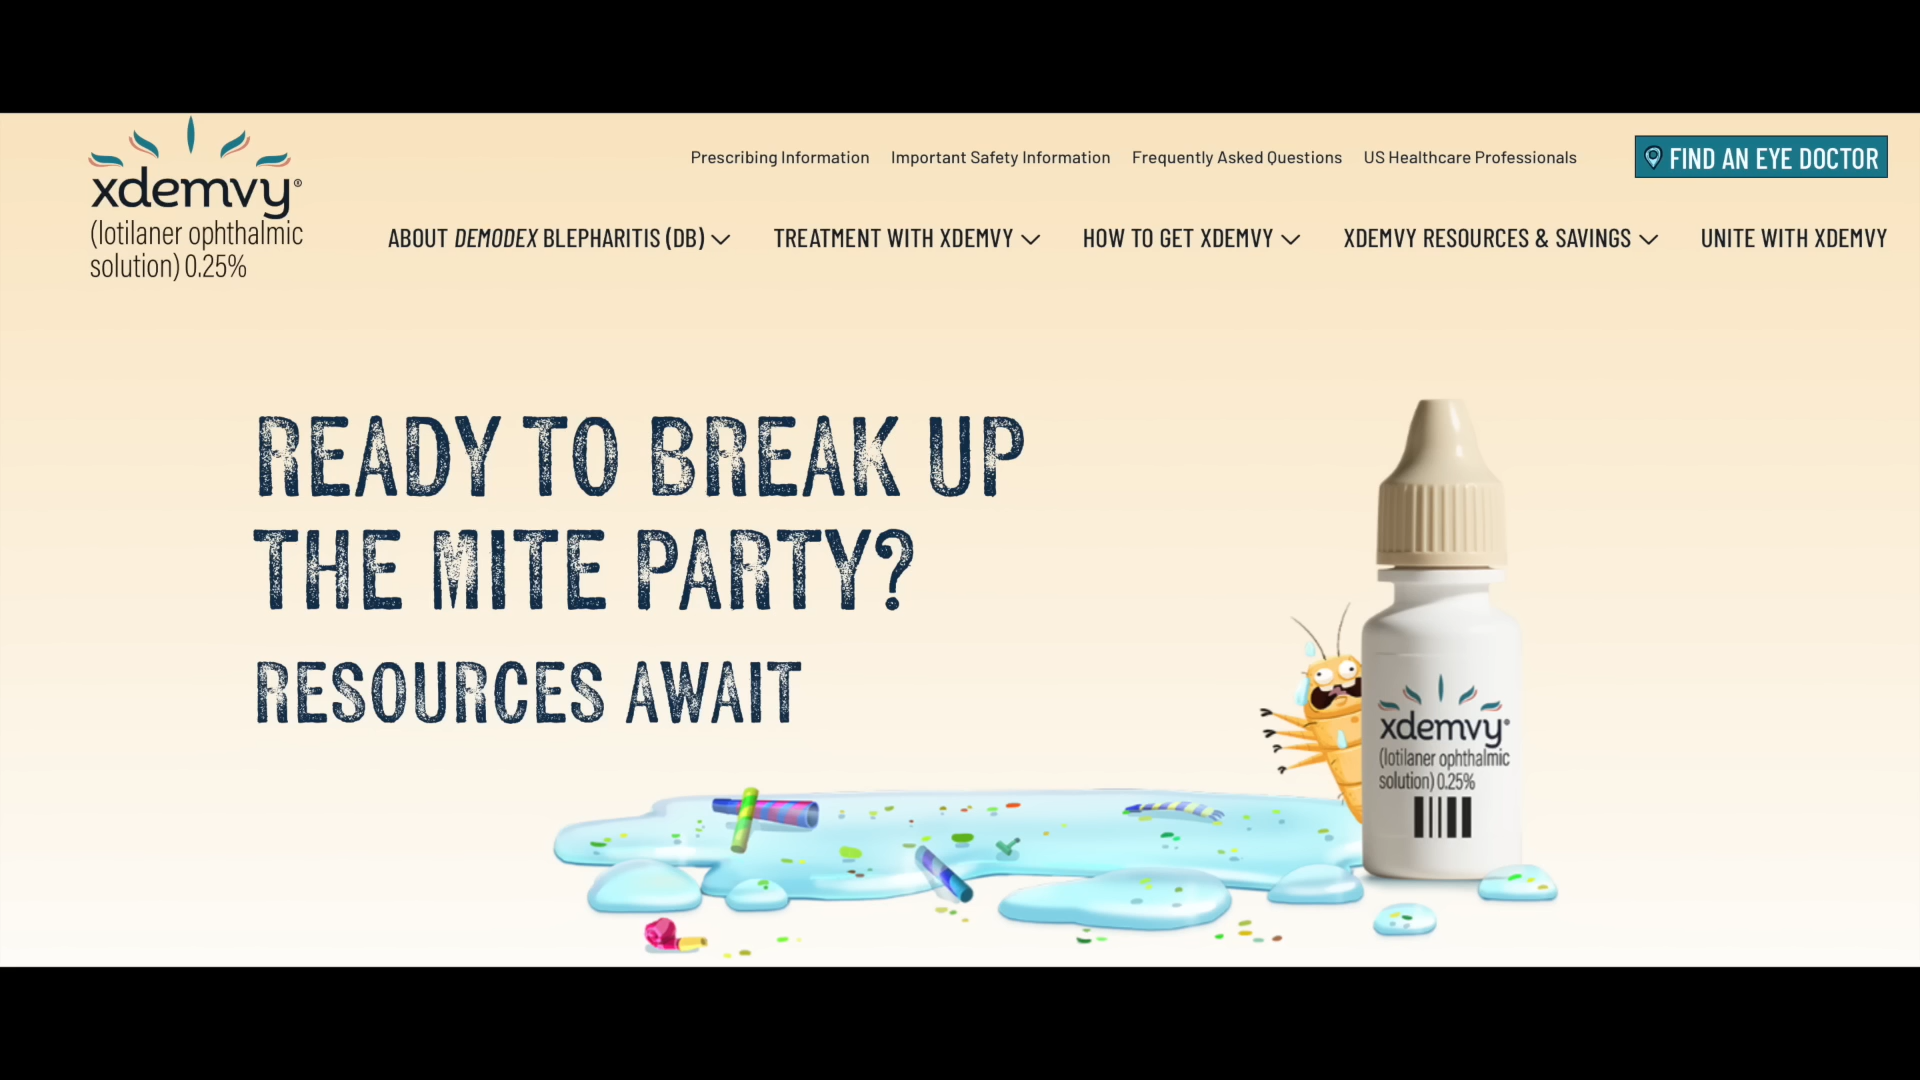 xdemvy®
(lotilaner ophthalmic
solution) 0.25%
Prescribing Information
Important Safety Information
Frequently Asked Questions
US Healthcare Professionals
FIND AN EYE DOCTOR
ABOUT DEMODEX BLEPHARITIS (DB)
TREATMENT WITH XDEMVY
HOW TO GET XDEMVY
XDEMVY RESOURCES & SAVINGS
UNITE WITH XDEMVY
READY TO BREAK UP
THE MITE PARTY?
RESOURCES AWAIT
xdemvy®
(lotilaner ophthalmic
solution) 0.25%